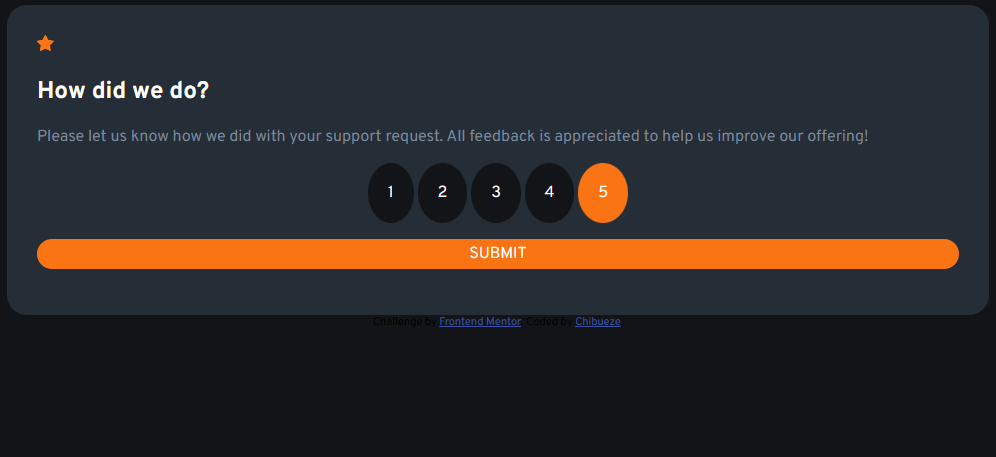 How did we do?
Please let us know how we did with your support request. All feedback is appreciated to help us improve our offering!
1 2 3 4 5
SUBMIT
Challenge by Frontend Mentor. Coded by Chibueze